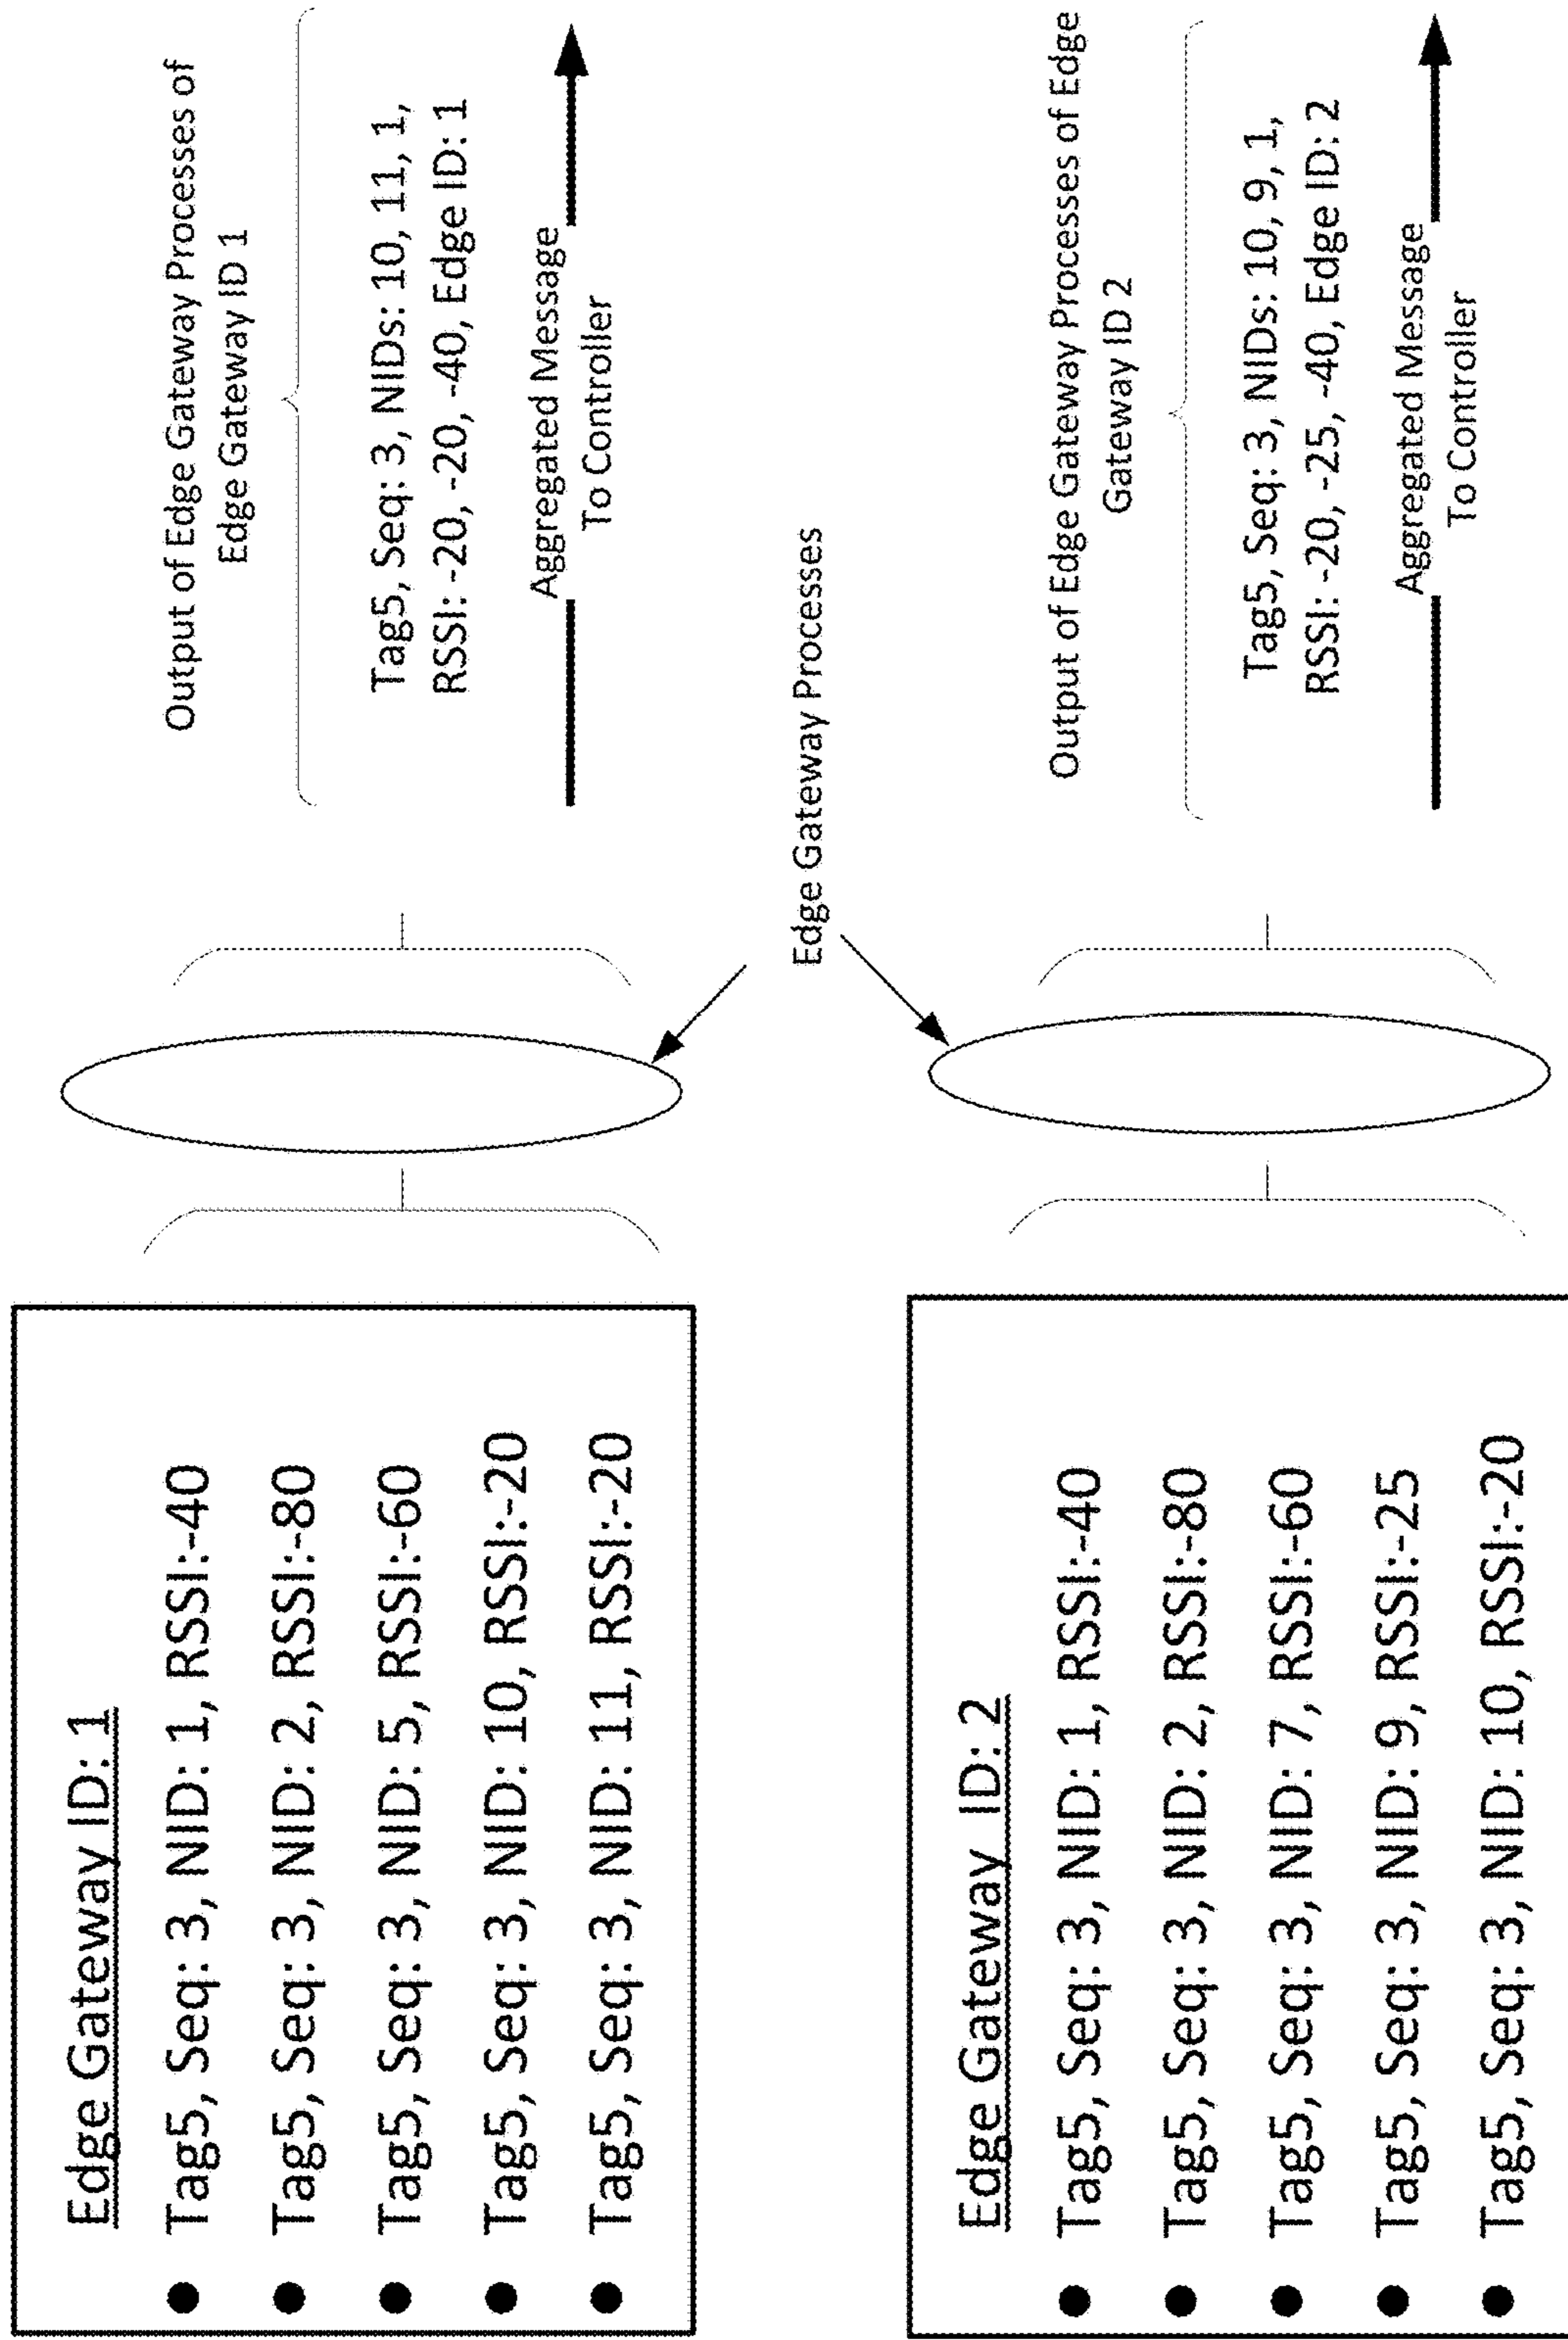 Edge Gateway ID: 1
● Tag5, Seq: 3, NID: 1, RSSI:-40
● Tag5, Seq: 3, NID: 2, RSSI:-80
● Tag5, Seq: 3, NID: 5, RSSI:-60
● Tag5, Seq: 3, NID: 10, RSSI:-20
● Tag5, Seq: 3, NID: 11, RSSI:-20
Output of Edge Gateway Processes of
Edge Gateway ID 1
Tag5, Seq: 3, NIDs: 10, 11, 1,
RSSI: -20, -20, -40, Edge ID: 1
Aggregated Message
To Controller
Edge Gateway Processes
Edge Gateway ID: 2
● Tag5, Seq: 3, NID: 1, RSSI:-40
● Tag5, Seq: 3, NID: 2, RSSI:-80
● Tag5, Seq: 3, NID: 7, RSSI:-60
● Tag5, Seq: 3, NID: 9, RSSI:-25
● Tag5, Seq: 3, NID: 10, RSSI:-20
Output of Edge Gateway Processes of Edge
Gateway ID 2
Tag5, Seq: 3, NIDs: 10, 9, 1,
RSSI: -20, -25, -40, Edge ID: 2
Aggregated Message
To Controller